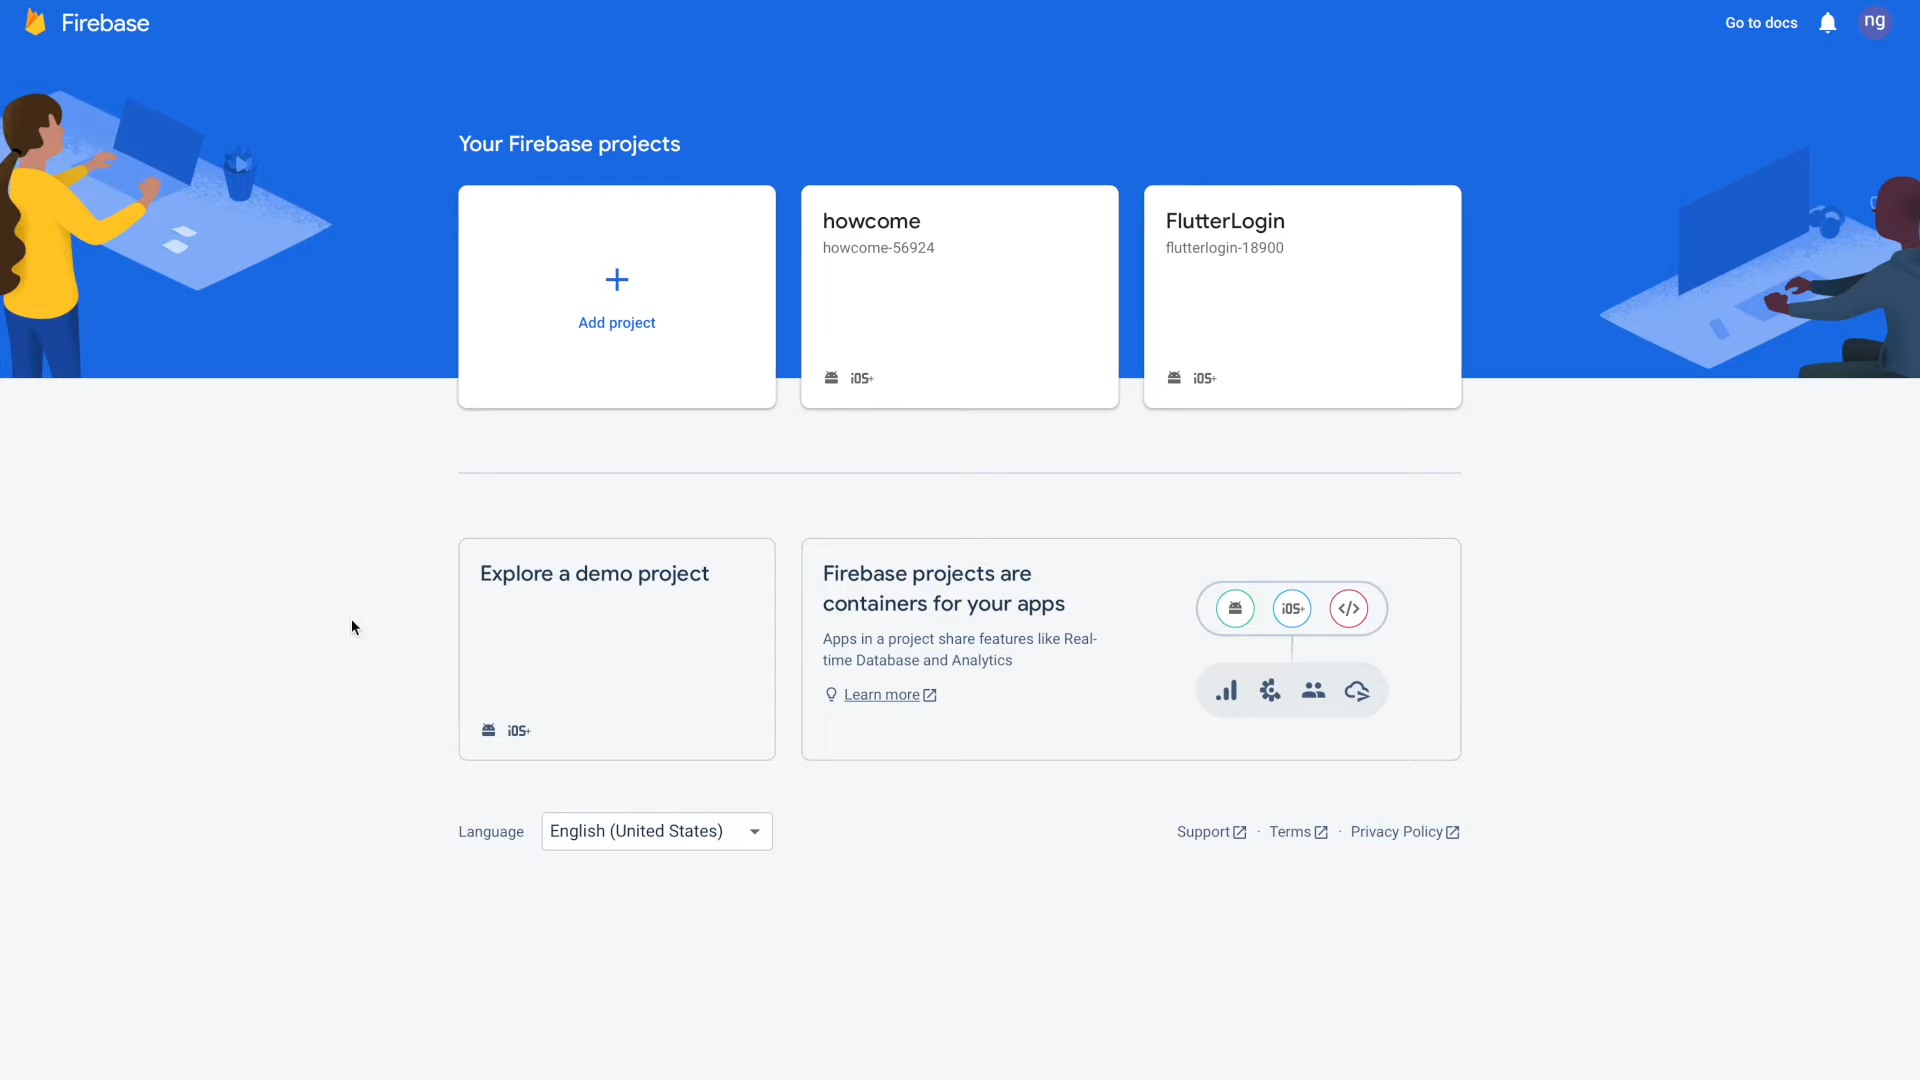 Firebase
Go to docs
ng
Your Firebase projects
Add project
howcome
howcome-56924
iOS+
FlutterLogin
flutterlogin-18900
iOS+
Explore a demo project
iOS+
Firebase projects are
containers for your apps
Apps in a project share features like Real-
time Database and Analytics
Learn more
iOS+
</>
Language
English (United States)
Support · Terms · Privacy Policy